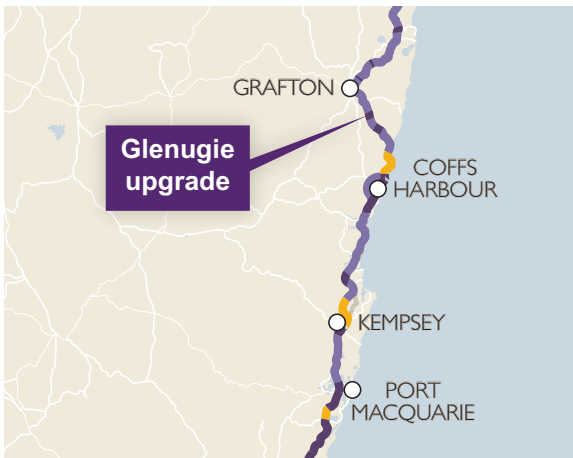 GRAFTON
Glenugie
upgrade
COFFS
HARBOUR
KEMPSEY
PORT
MACQUARIE